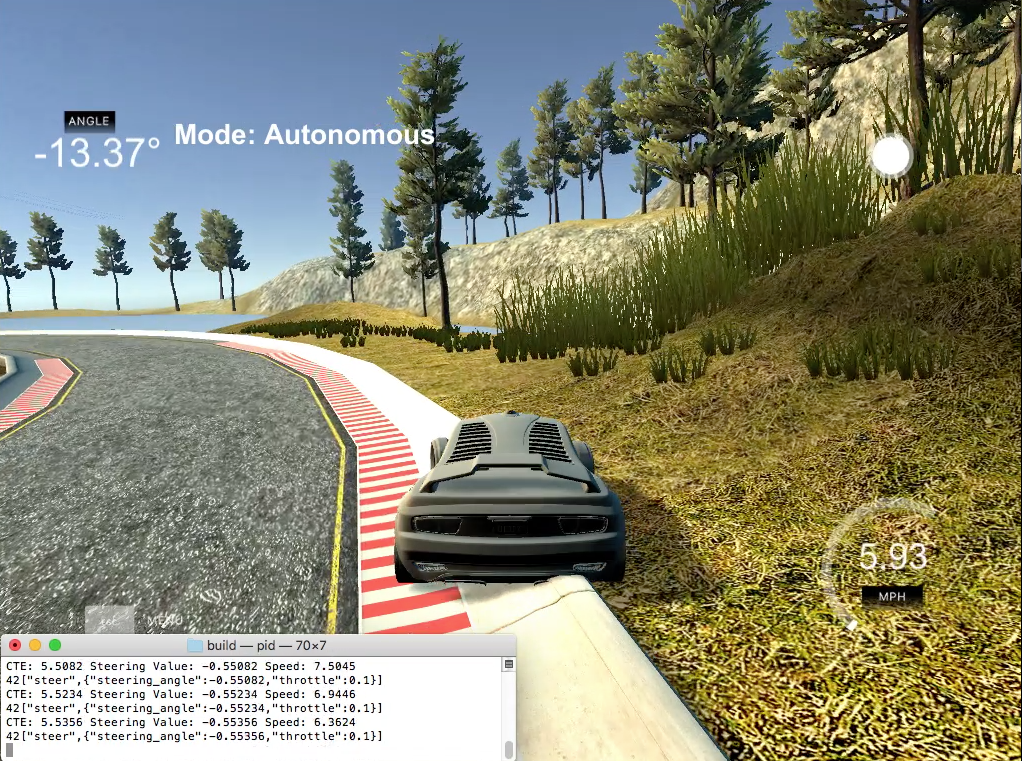 ANGLE
-13.37°
Mode: Autonomous
5.93
MPH
MENU
build — pid — 70×7
CTE: 5.5082 Steering Value: -0.55082 Speed: 7.5045
42["steer",{"steering_angle":-0.55082,"throttle":0.1}]
CTE: 5.5234 Steering Value: -0.55234 Speed: 6.9446
42["steer",{"steering_angle":-0.55234,"throttle":0.1}]
CTE: 5.5356 Steering Value: -0.55356 Speed: 6.3624
42["steer",{"steering_angle":-0.55356,"throttle":0.1}]